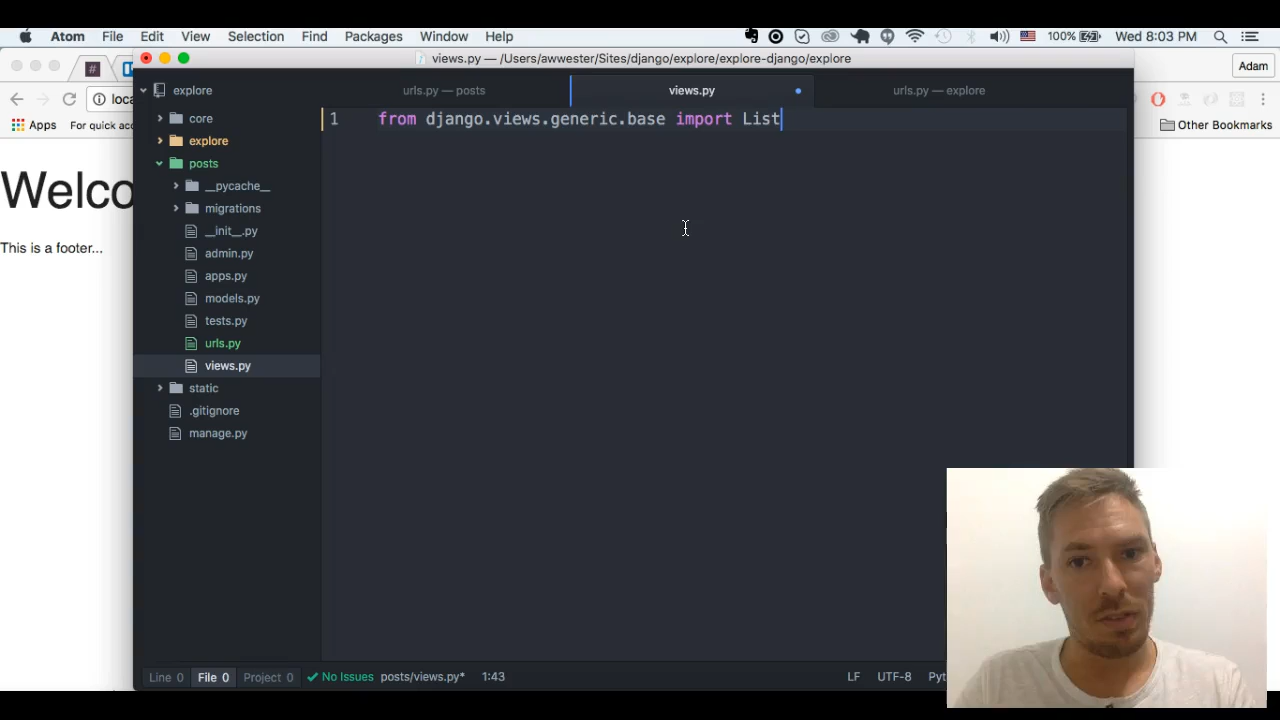 Atom File Edit View Selection Find Packages Window Help 100% Wed 8:03 PM
views.py — /Users/awwester/Sites/django/explore/explore-django/explore
Adam
explore
urls.py — posts
views.py
urls.py — explore
loca
Apps
For quick acc
Other Bookmarks
1 from django.views.generic.base import List
core
explore
posts
__pycache__
migrations
__init__.py
admin.py
apps.py
models.py
tests.py
urls.py
views.py
static
.gitignore
manage.py
Welco
This is a footer...
Line 0 File 0 Project 0 No Issues posts/views.py* 1:43 LF UTF-8 Pyt